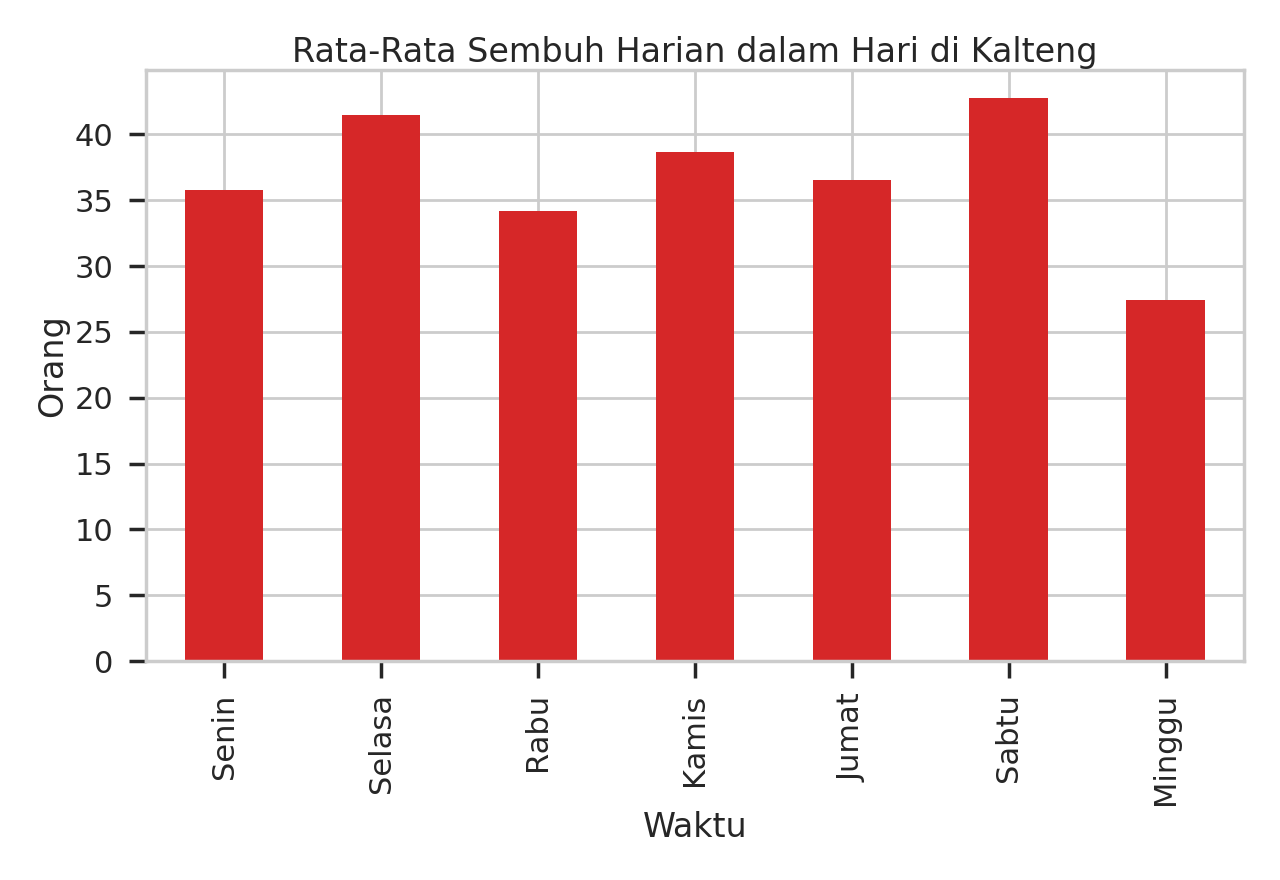 Rata-Rata Sembuh Harian dalam Hari di Kalteng
Orang
40
35
30
25
20
15
10
5
0
Senin
Selasa
Rabu
Kamis
Jumat
Sabtu
Minggu
Waktu